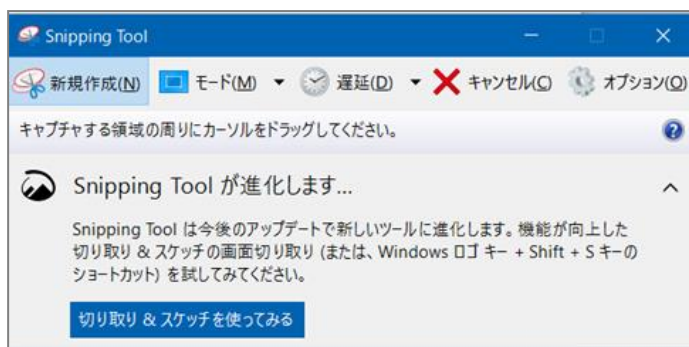 Snipping Tool
新規作成(N) モード(M) 遅延(D) キャンセル(C) オプション(O)
キャプチャする領域の周りにカーソルをドラッグしてください。
Snipping Tool が進化します...
Snipping Tool は今後のアップデートで新しいツールに進化します。機能が向上した
切り取り & スケッチの画面切り取り (または、Windows ロゴ キー + Shift + S キーの
ショートカット) を試してみてください。
切り取り & スケッチを使ってみる